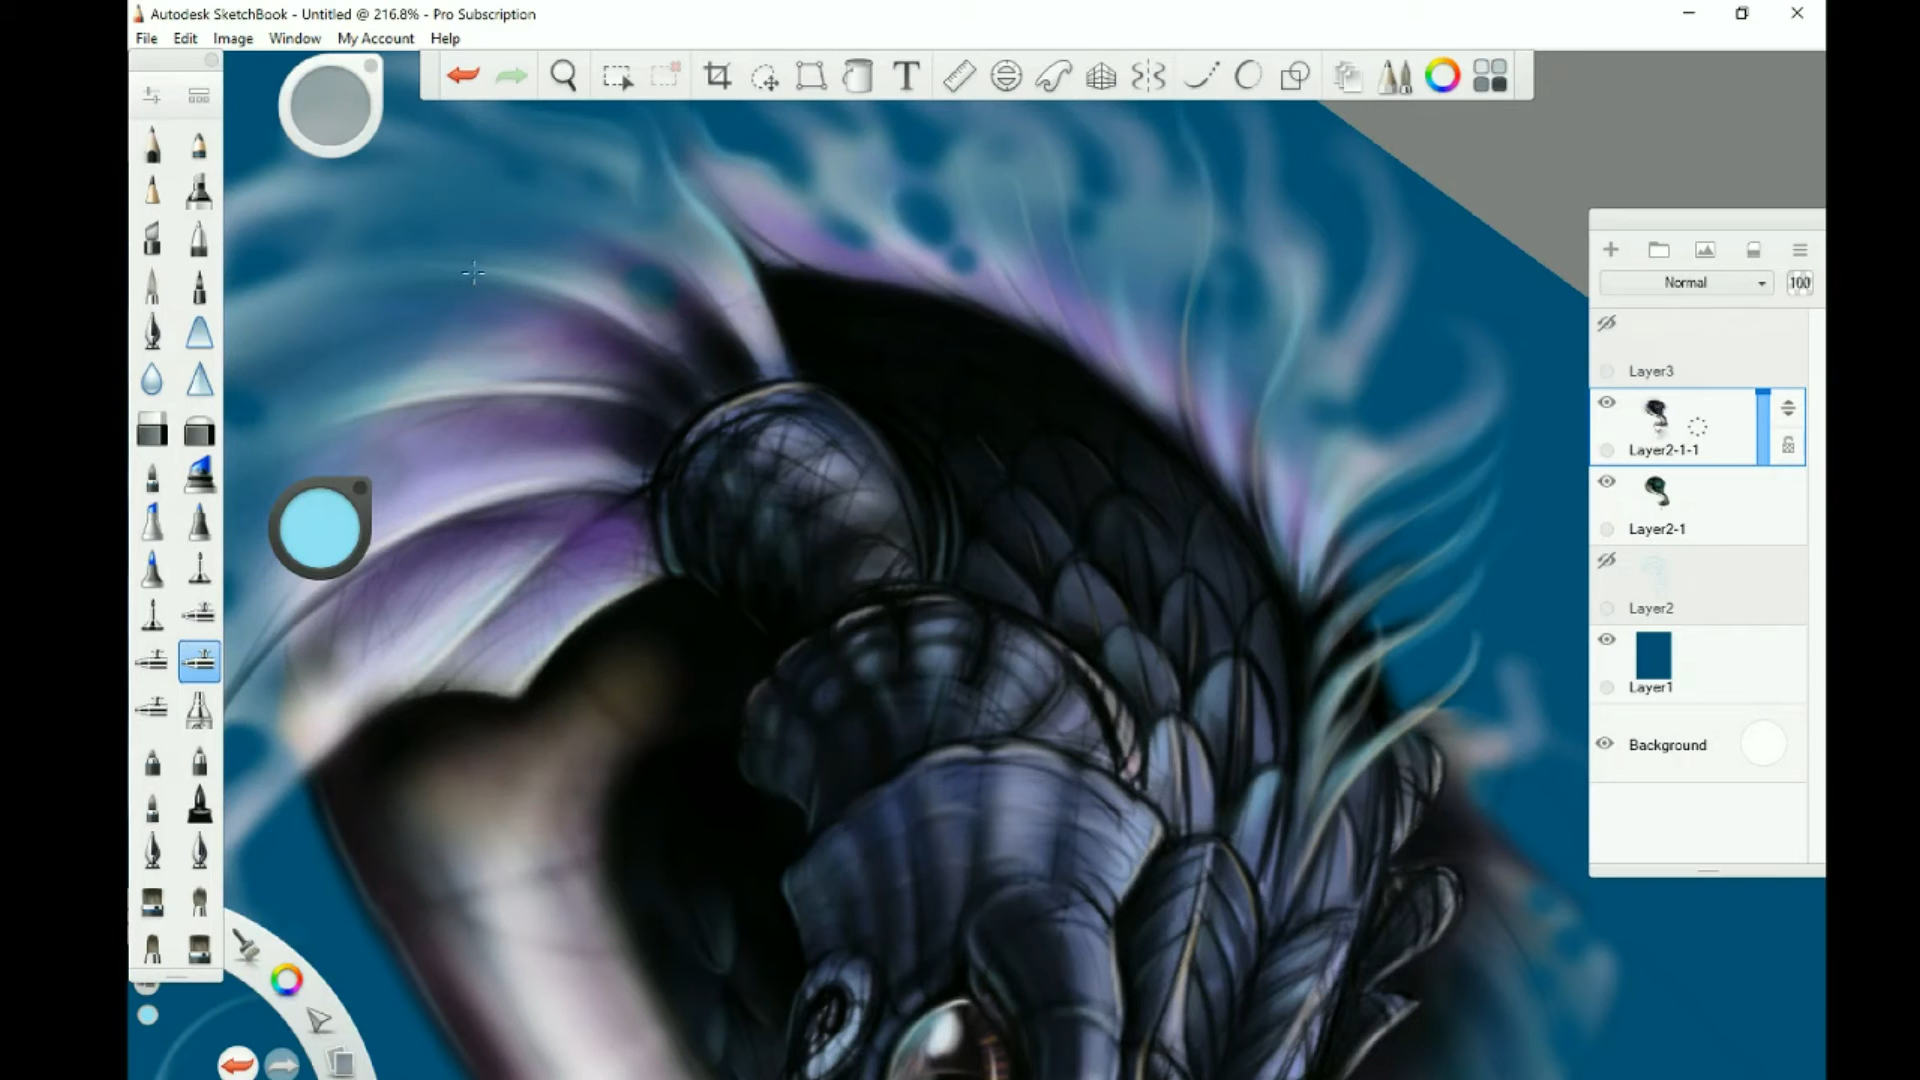 Autodesk SketchBook - Untitled @ 216.8% - Pro Subscription
File Edit Image Window My Account Help
T
Normal 100
Layer3
Layer2-1-1
Layer2-1
Layer2
Layer1
Background